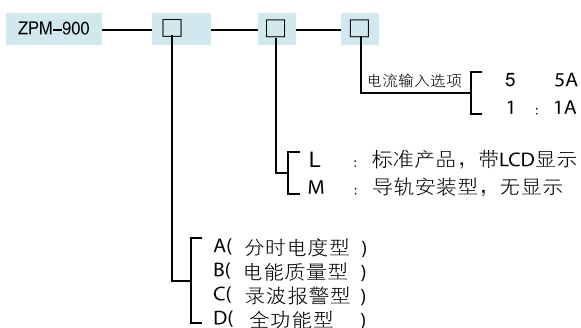 ZPM-900
电流输入选项 5 5A
1 : 1A
L : 标准产品，带LCD显示
M : 导轨安装型，无显示
A( 分时电度型 )
B( 电能质量型 )
C( 录波报警型 )
D( 全功能型 )